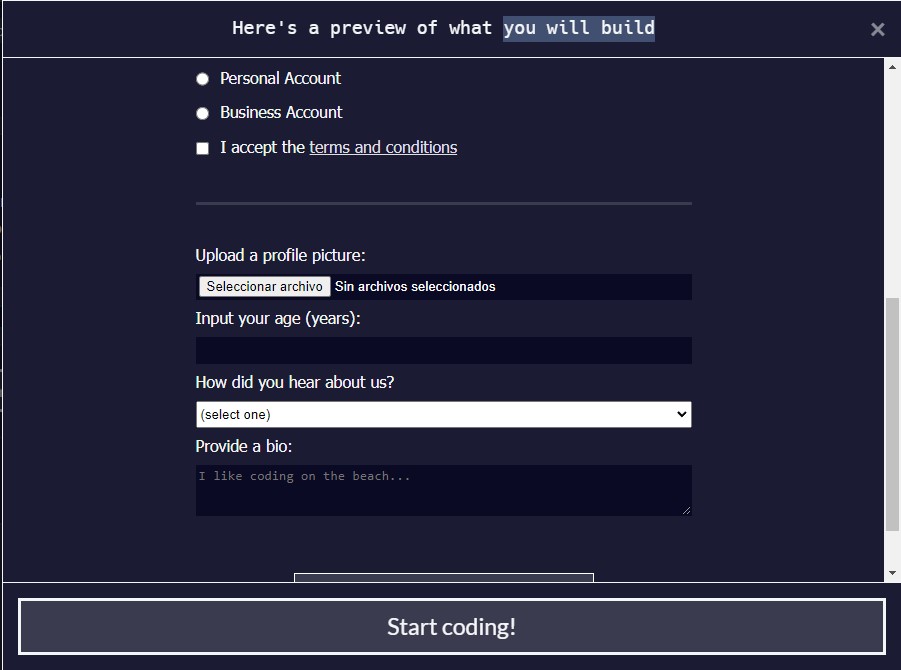 Here's a preview of what you will build
×
Personal Account
Business Account
I accept the terms and conditions
Upload a profile picture:
Seleccionar archivo Sin archivos seleccionados
Input your age (years):
How did you hear about us?
(select one)
Provide a bio:
I like coding on the beach...
Start coding!